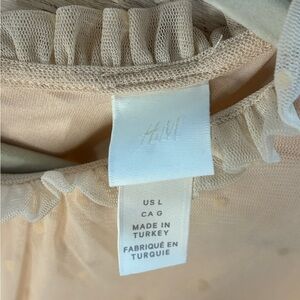 H&M
US L
CA G
MADE IN
TURKEY
FABRIQUÉ EN
TURQUIE